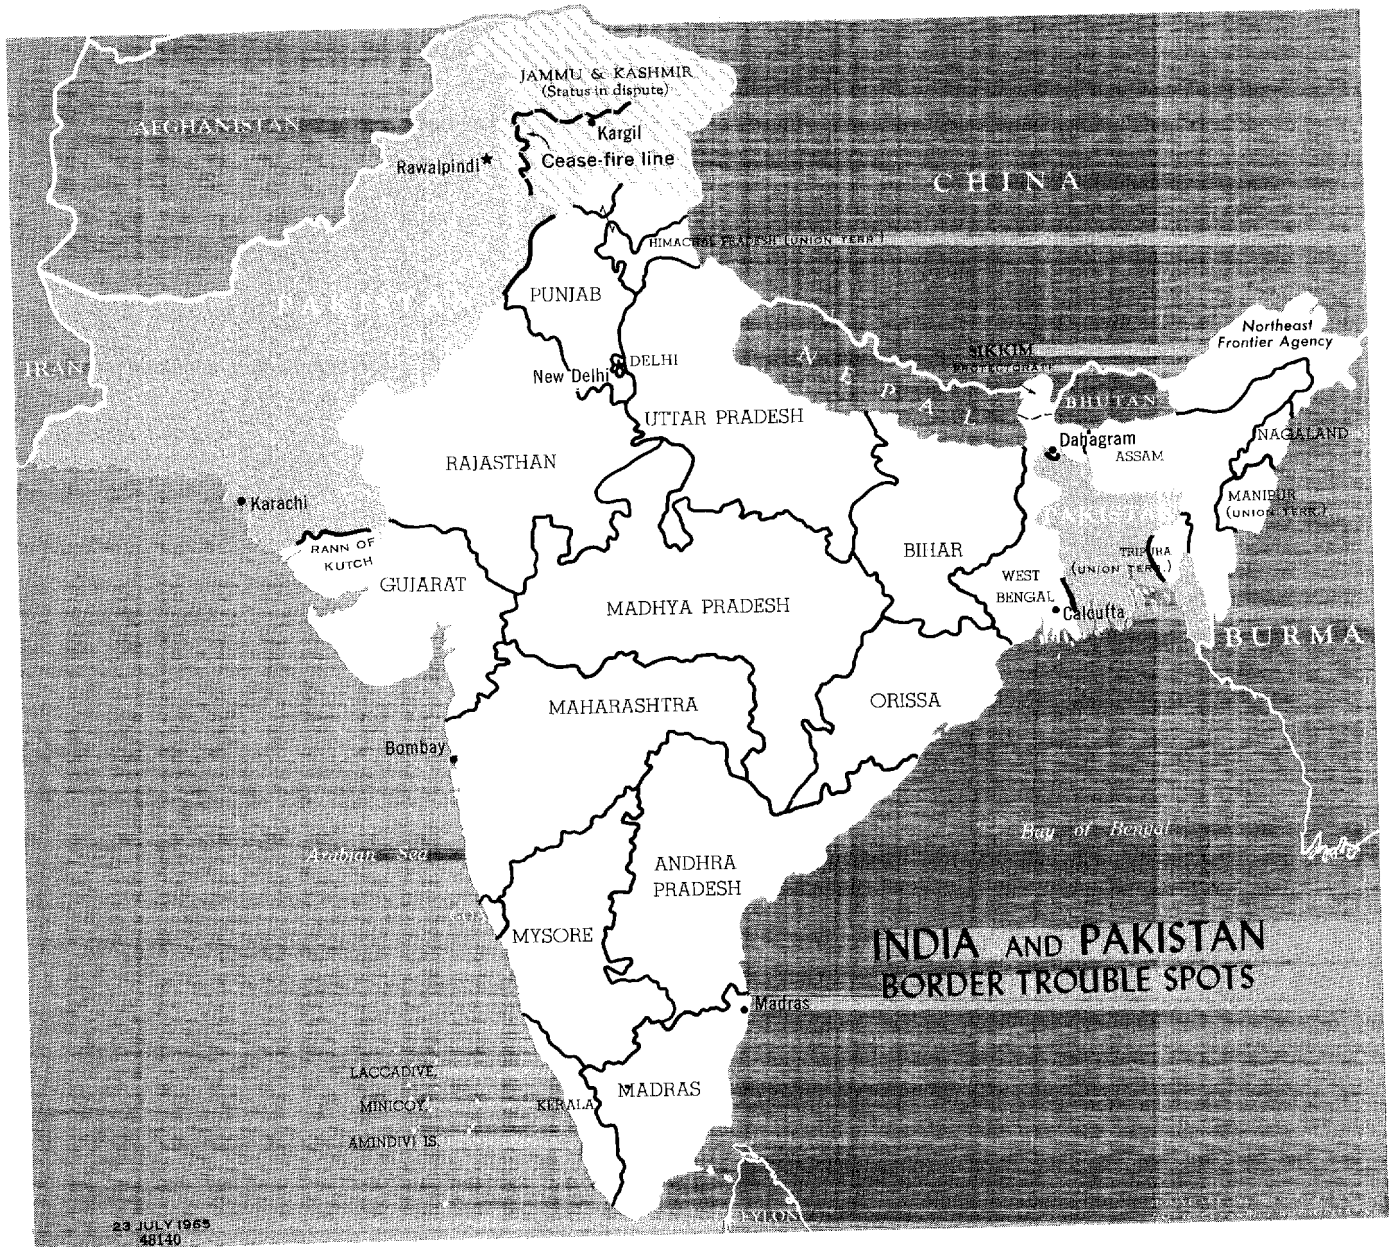 JAMMU & KASHMIR
(Status in dispute)
AFGHANISTAN
Kargil
Rawalpindi
Cease-fire line
CHINA
HIMACHAL PRADESH (UNION TERR.)
PAKISTAN
PUNJAB
Northeast
Frontier Agency
SIKKIM
PROTECTORATE
NEPAL
IRAN
DELHI
New Delhi
BHUTAN
UTTAR PRADESH
NAGALAND
Dahagram
ASSAM
RAJASTHAN
MANIPUR
(UNION TERR.)
Karachi
PAKISTAN
RANN OF
KUTCH
TRIPURA
(UNION TERR.)
BIHAR
GUJARAT
WEST
BENGAL
MADHYA PRADESH
Calcutta
BURMA
MAHARASHTRA
ORISSA
Bombay
Bay of Bengal
Arabian Sea
ANDHRA
PRADESH
GOA
MYSORE
INDIA AND PAKISTAN
BORDER TROUBLE SPOTS
Madras
LACCADIVE,
MINICOY,
AMINDIVI IS.
KERALA
MADRAS
CEYLON
23 JULY 1965
48140